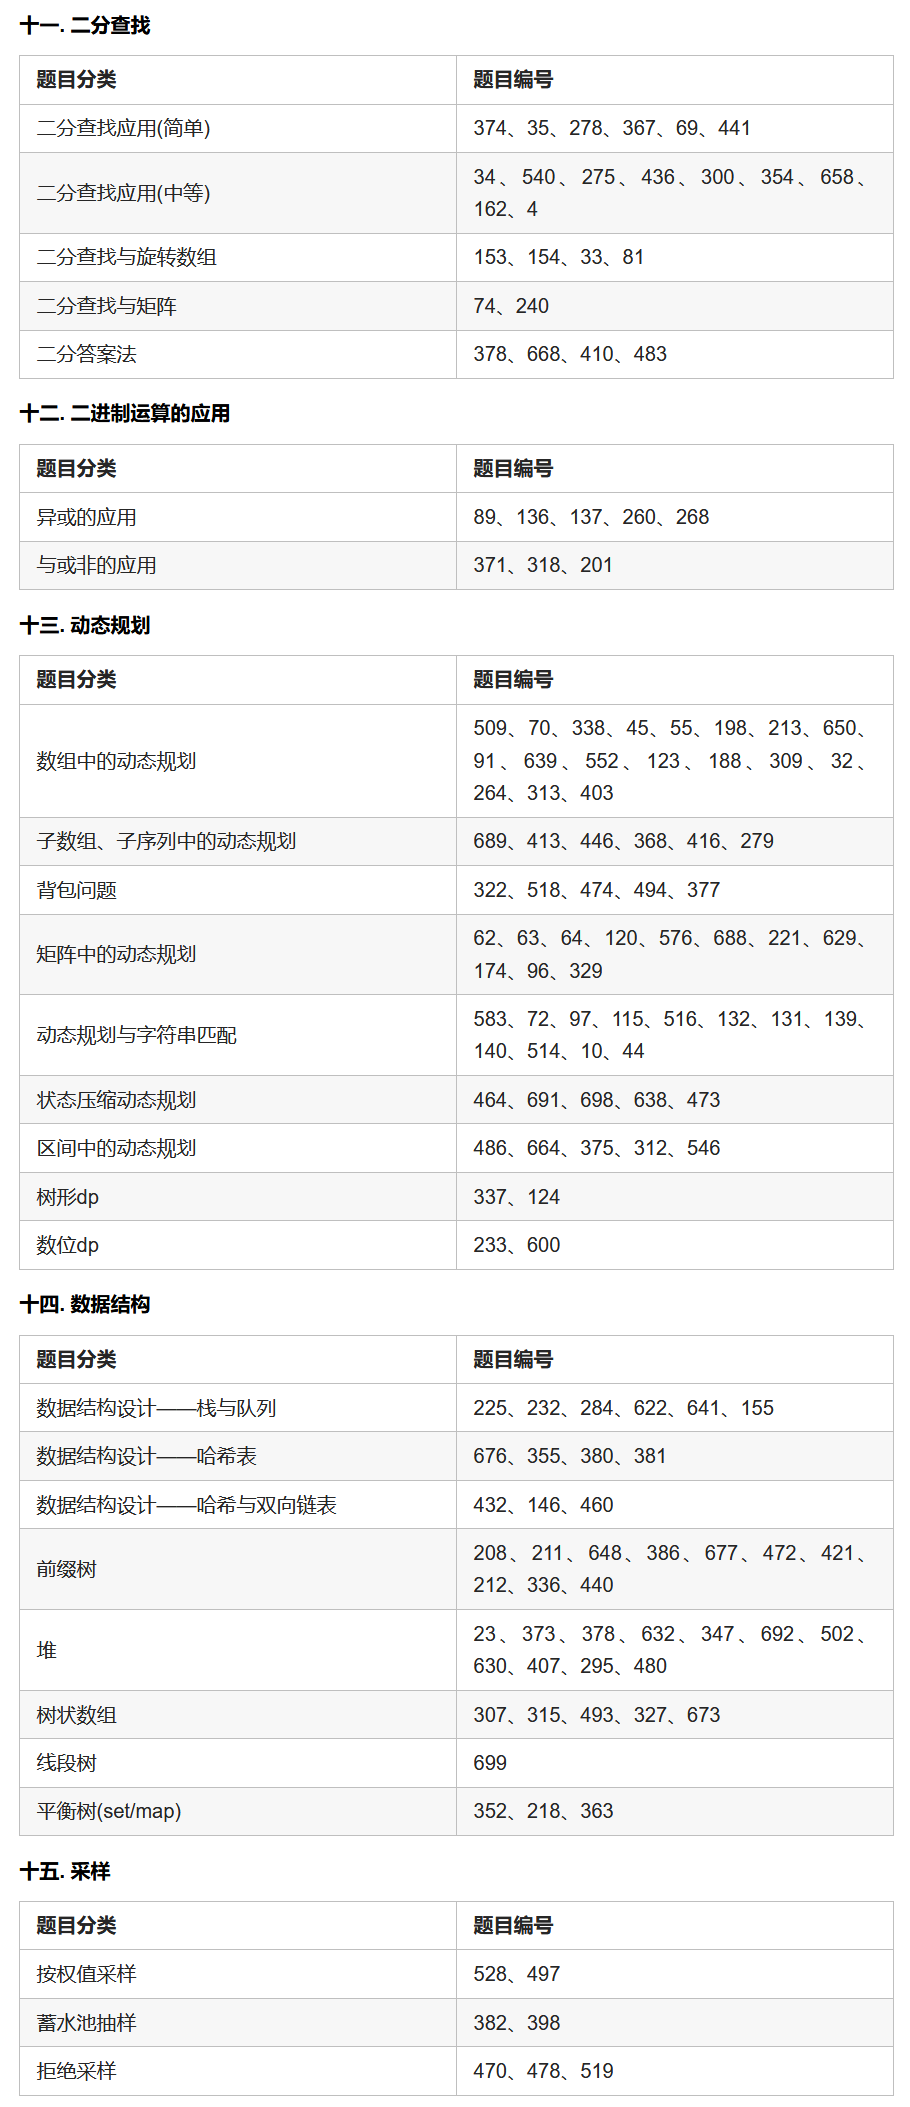 十一. 二分查找
题目分类 题目编号
二分查找应用(简单) 374、35、278、367、69、441
二分查找应用(中等) 34、540、275、436、300、354、658、
162、4
二分查找与旋转数组 153、154、33、81
二分查找与矩阵 74、240
二分答案法 378、668、410、483
十二. 二进制运算的应用
题目分类 题目编号
异或的应用 89、136、137、260、268
与或非的应用 371、318、201
十三. 动态规划
题目分类 题目编号
数组中的动态规划 509、70、338、45、55、198、213、650、
91、639、552、123、188、309、32、
264、313、403
子数组、子序列中的动态规划 689、413、446、368、416、279
背包问题 322、518、474、494、377
矩阵中的动态规划 62、63、64、120、576、688、221、629、
174、96、329
动态规划与字符串匹配 583、72、97、115、516、132、131、139、
140、514、10、44
状态压缩动态规划 464、691、698、638、473
区间中的动态规划 486、664、375、312、546
树形dp 337、124
数位dp 233、600
十四. 数据结构
题目分类 题目编号
数据结构设计——栈与队列 225、232、284、622、641、155
数据结构设计——哈希表 676、355、380、381
数据结构设计——哈希与双向链表 432、146、460
前缀树 208、211、648、386、677、472、421、
212、336、440
堆 23、373、378、632、347、692、502、
630、407、295、480
树状数组 307、315、493、327、673
线段树 699
平衡树(set/map) 352、218、363
十五. 采样
题目分类 题目编号
按权值采样 528、497
蓄水池抽样 382、398
拒绝采样 470、478、519